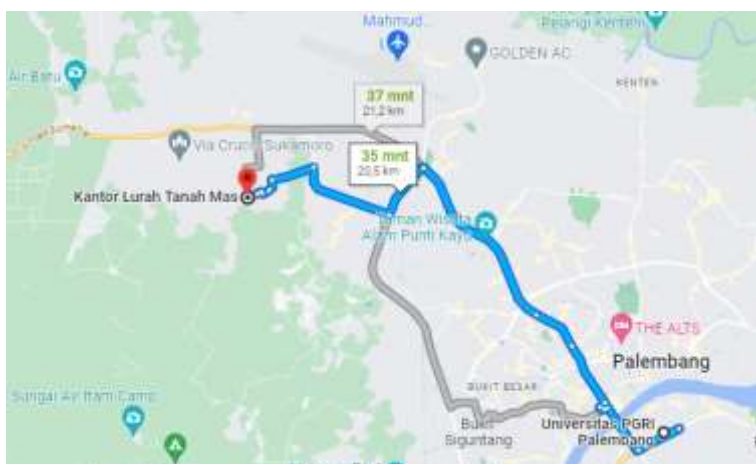 Pelangi Kenten
Mahmud...
GOLDEN AC
Air Batu
KENTEN
37 mnt
21,2 km
Via Crucis Sukamoro
35 mnt
20,5 km
Kantor Lurah Tanah Mas
Taman Wisata
Alam Punti Kayu
THE ALTS
Palembang
BUKIT BESAR
Sungai Air Itam Camp
Bukit
Siguntang
Universitas PGRI
Palembang